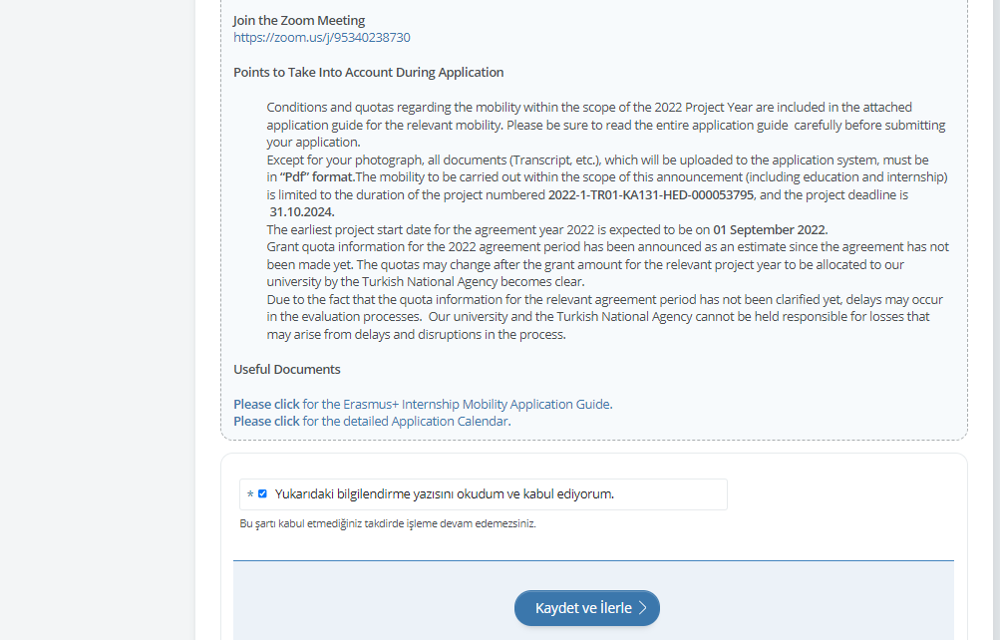 Join the Zoom Meeting
https://zoom.us/j/95340238730
Points to Take Into Account During Application
Conditions and quotas regarding the mobility within the scope of the 2022 Project Year are included in the attached
application guide for the relevant mobility. Please be sure to read the entire application guide  carefully before submitting
your application.
Except for your photograph, all documents (Transcript, etc.), which will be uploaded to the application system, must be
in “Pdf” format.The mobility to be carried out within the scope of this announcement (including education and internship)
is limited to the duration of the project numbered 2022-1-TR01-KA131-HED-000053795, and the project deadline is
31.10.2024.
The earliest project start date for the agreement year 2022 is expected to be on 01 September 2022.
Grant quota information for the 2022 agreement period has been announced as an estimate since the agreement has not
been made yet. The quotas may change after the grant amount for the relevant project year to be allocated to our
university by the Turkish National Agency becomes clear.
Due to the fact that the quota information for the relevant agreement period has not been clarified yet, delays may occur
in the evaluation processes.  Our university and the Turkish National Agency cannot be held responsible for losses that
may arise from delays and disruptions in the process.
Useful Documents
Please click for the Erasmus+ Internship Mobility Application Guide.
Please click for the detailed Application Calendar.
* Yukarıdaki bilgilendirme yazısını okudum ve kabul ediyorum.
Bu şartı kabul etmediğiniz takdirde işleme devam edemezsiniz.
Kaydet ve İlerle